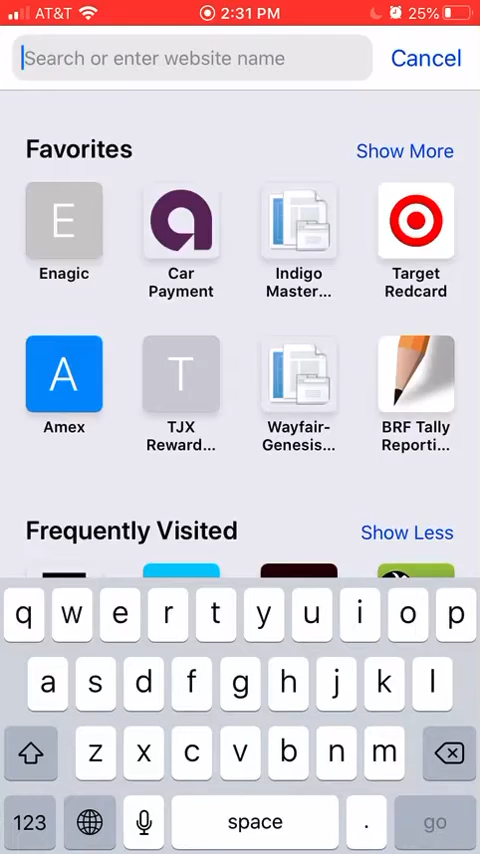 AT&T 2:31 PM 25%
Search or enter website name Cancel
Favorites Show More
E
Enagic
Car
Payment
Indigo
Master...
Target
Redcard
A
Amex
T
TJX
Reward...
Wayfair-
Genesis...
BRF Tally
Reporti...
Frequently Visited Show Less
q w e r t y u i o p
a s d f g h j k l
z x c v b n m
123 space . go